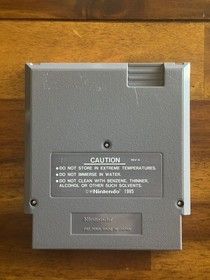 CAUTION
•DO NOT STORE IN EXTREME TEMPERATURES.
•DO NOT IMMERSE IN WATER.
•DO NOT CLEAN WITH BENZENE, THINNER,
ALCOHOL OR OTHER SUCH SOLVENTS.
©®Nintendo® 1985
Nintendo